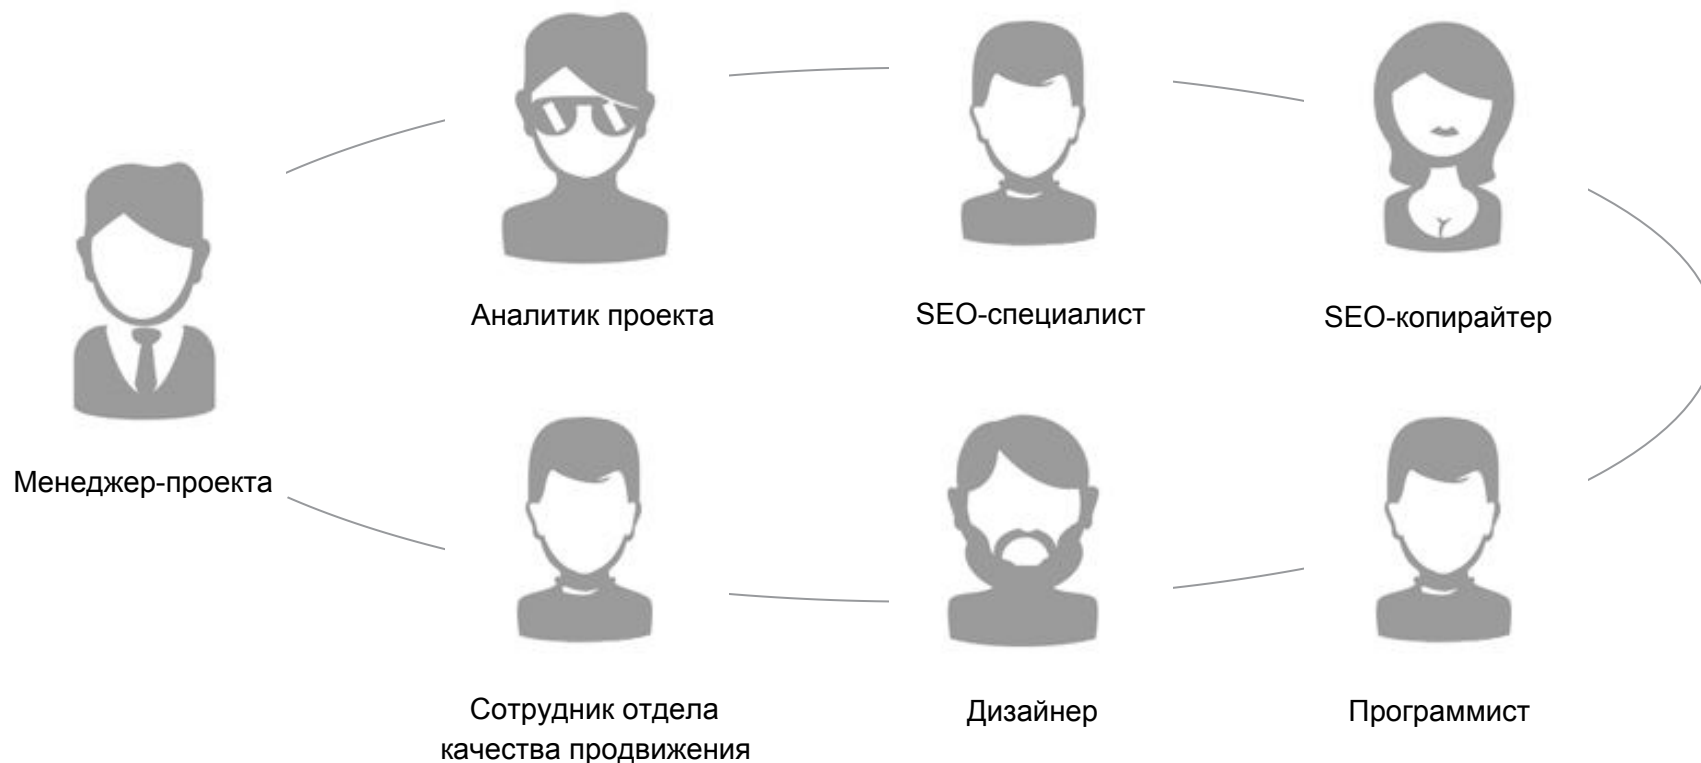 Аналитик проекта
SEO-специалист
SEO-копирайтер
Менеджер-проекта
Сотрудник отдела
качества продвижения
Дизайнер
Программист